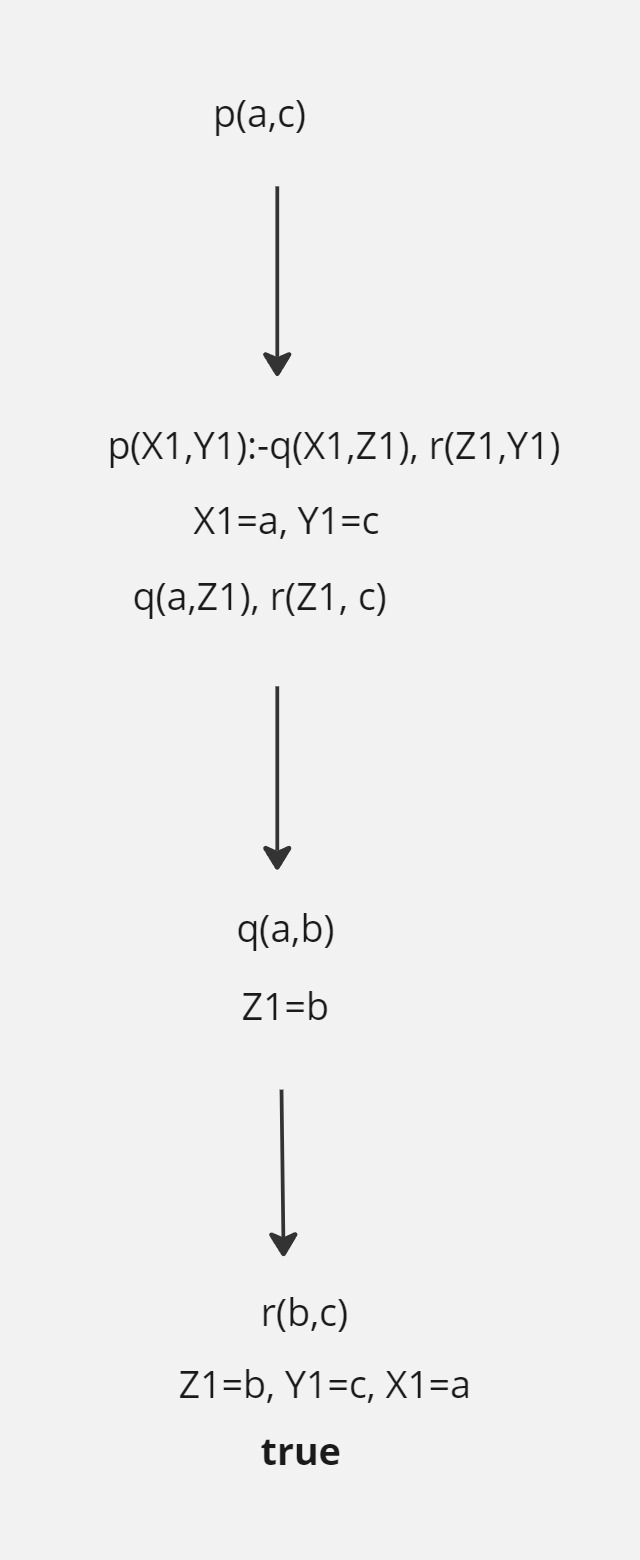 p(a,c)
p(X1,Y1):-q(X1,Z1), r(Z1,Y1)
X1=a, Y1=c
q(a,Z1), r(Z1, c)
q(a,b)
Z1=b
r(b,c)
Z1=b, Y1=c, X1=a
true